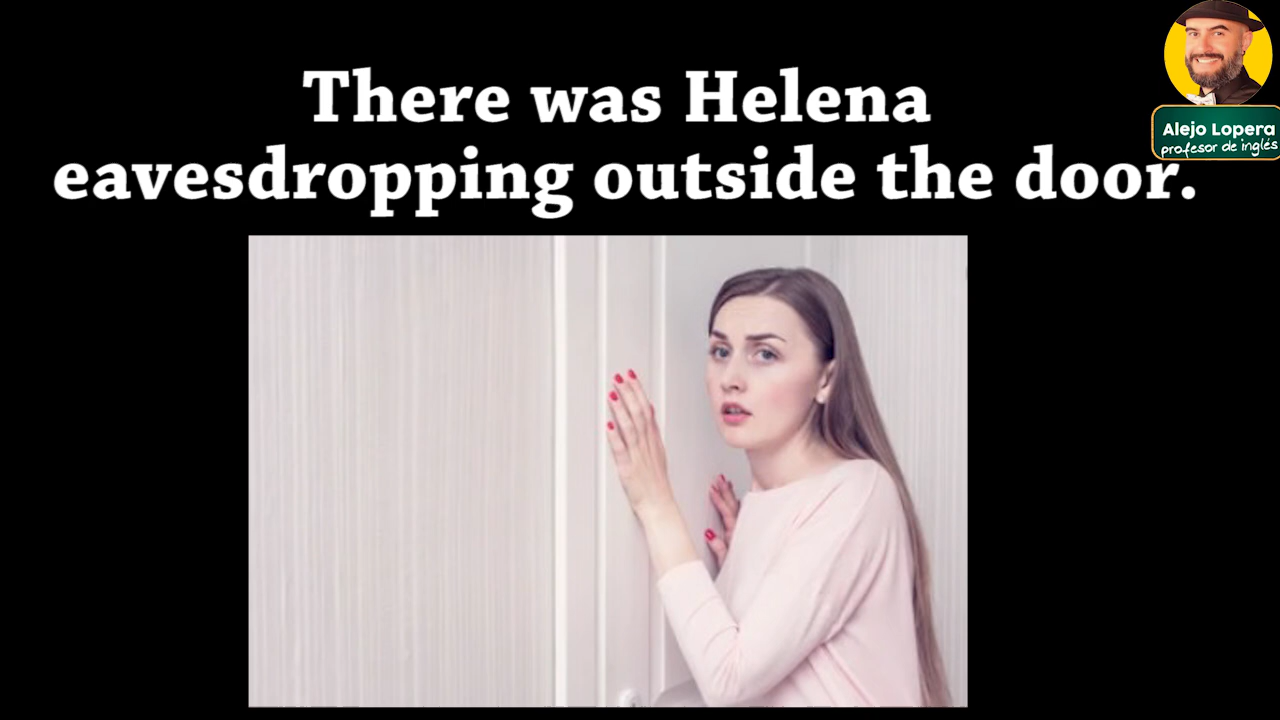 There was Helena
eavesdropping outside the door.
Alejo Lopera
profesor de inglés